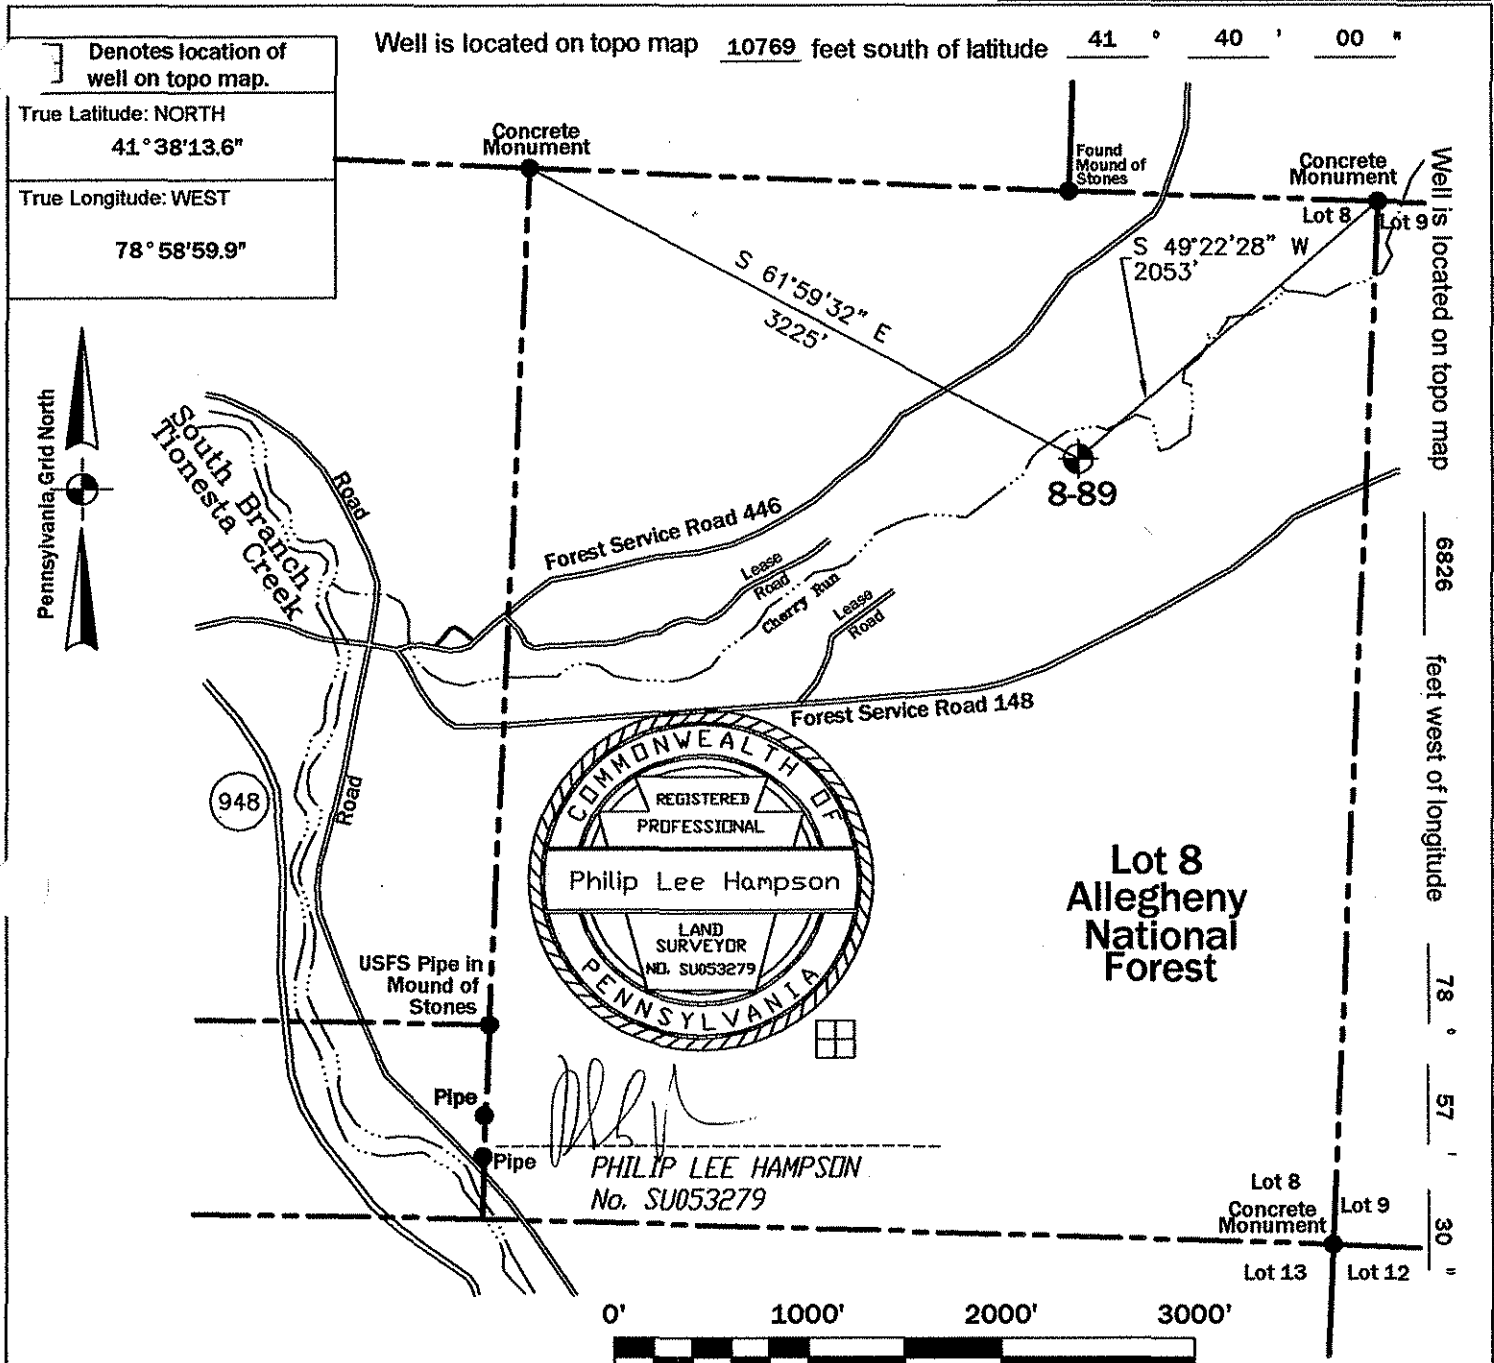 Denotes location of
well on topo map.
True Latitude: NORTH
41°38'13.6"
True Longitude: WEST
78°58'59.9"
Well is located on topo map 10769 feet south of latitude 41 ° 40 ' 00 "
Concrete
Monument
Found
Mound of
Stones
Concrete
Monument
Lot 8
Lot 9
Well is located on topo map 6826 feet west of longitude 78 ° 57 ' 30 "
S 49°22'28" W
2053'
S 61°59'32" E
3225'
8-89
Pennsylvania Grid North
South Branch
Tionesta Creek
Road
Forest Service Road 446
Lease
Road
Cherry Run
Lease
Road
Forest Service Road 148
948
Road
COMMONWEALTH OF
REGISTERED
PROFESSIONAL
Philip Lee Hampson
LAND
SURVEYOR
NO. SU053279
PENNSYLVANIA
Lot 8
Allegheny
National
Forest
USFS Pipe in
Mound of
Stones
Pipe
Pipe
PHILIP LEE HAMPSON
No. SU053279
Lot 8
Concrete
Monument
Lot 9
Lot 13
Lot 12
0' 1000' 2000' 3000'